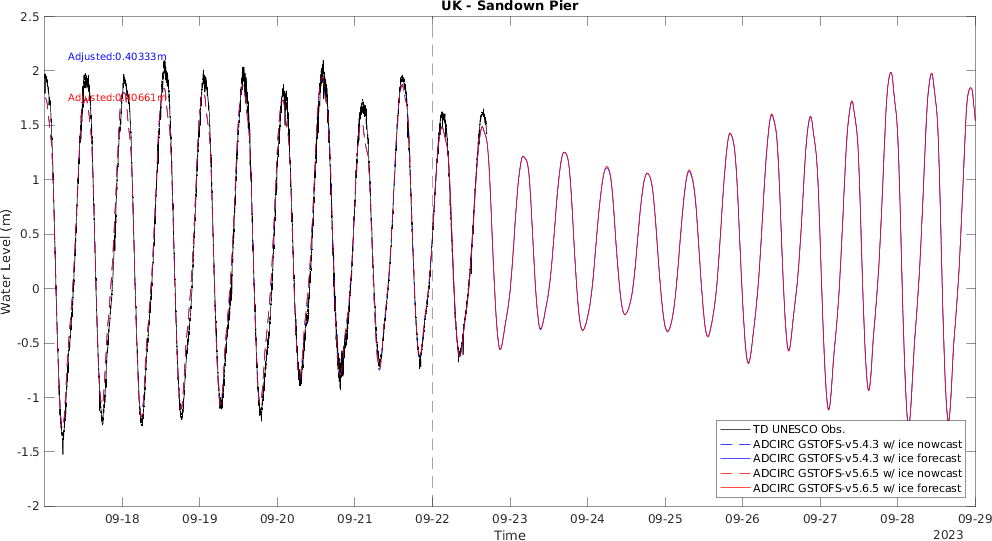 UK - Sandown Pier
Adjusted:0.40333m
Adjusted:0.40661m
Water Level (m)
2.5
2
1.5
1
0.5
0
-0.5
-1
-1.5
-2
TD UNESCO Obs.
ADCIRC GSTOFS-v5.4.3 w/ ice nowcast
ADCIRC GSTOFS-v5.4.3 w/ ice forecast
ADCIRC GSTOFS-v5.6.5 w/ ice nowcast
ADCIRC GSTOFS-v5.6.5 w/ ice forecast
09-18 09-19 09-20 09-21 09-22 09-23 09-24 09-25 09-26 09-27 09-28 09-29
Time
2023